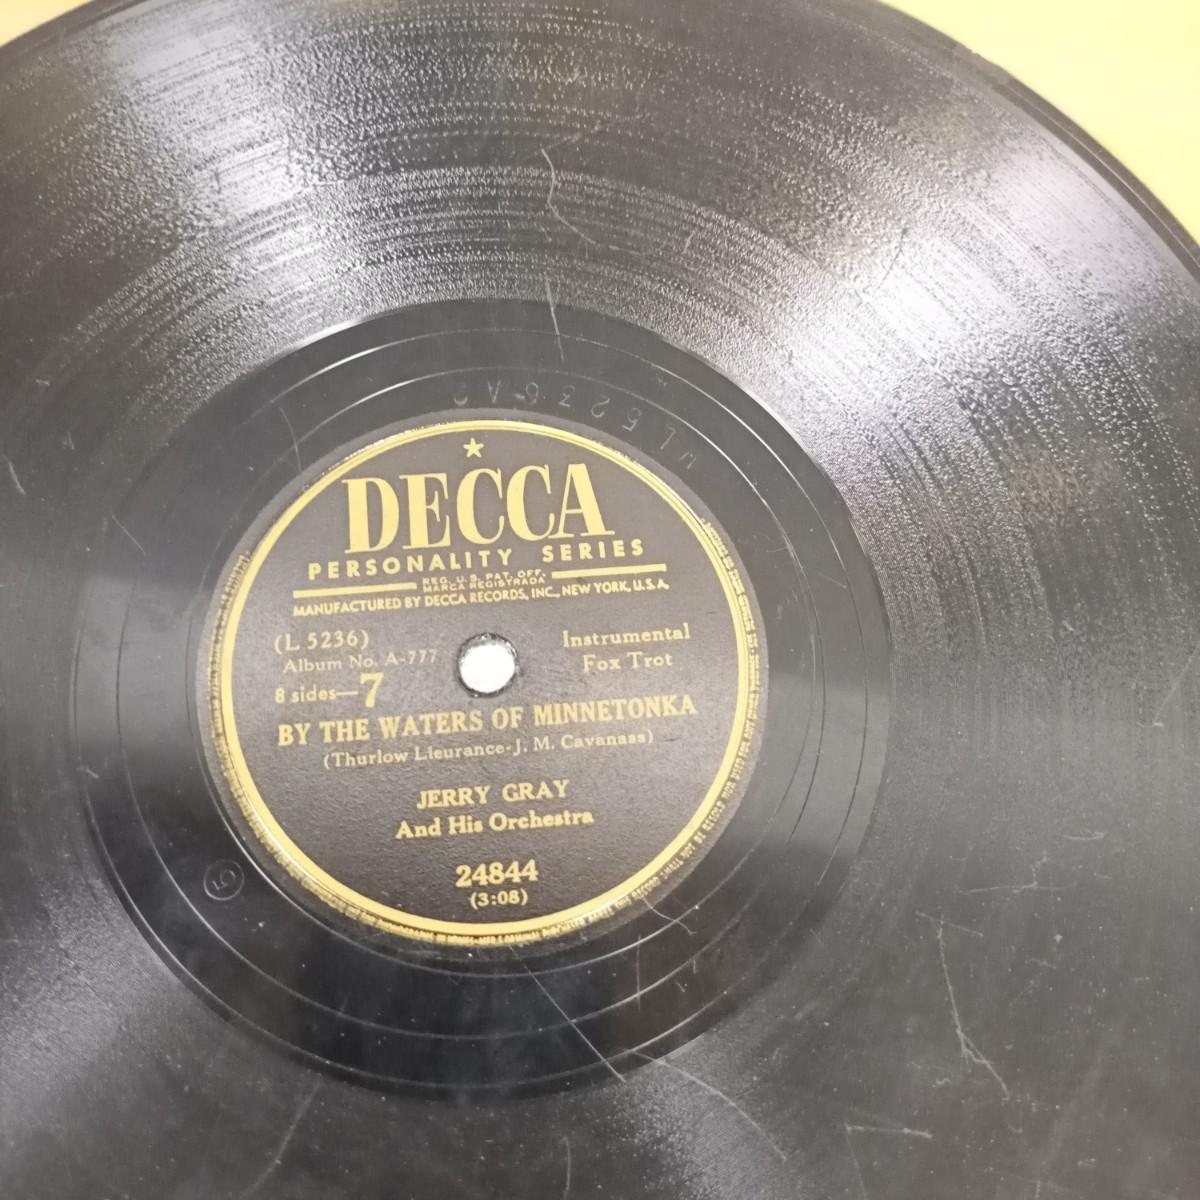 DECCA
PERSONALITY SERIES
REG. U.S. PAT. OFF.
MARCA REGISTRADA
MANUFACTURED BY DECCA RECORDS, INC., NEW YORK, U.S.A.
(L 5236)
Album No. A-777
8 sides—7
Instrumental
Fox Trot
BY THE WATERS OF MINNETONKA
(Thurlow Lieurance-J. M. Cavanass)
JERRY GRAY
And His Orchestra
24844
(3:08)
5